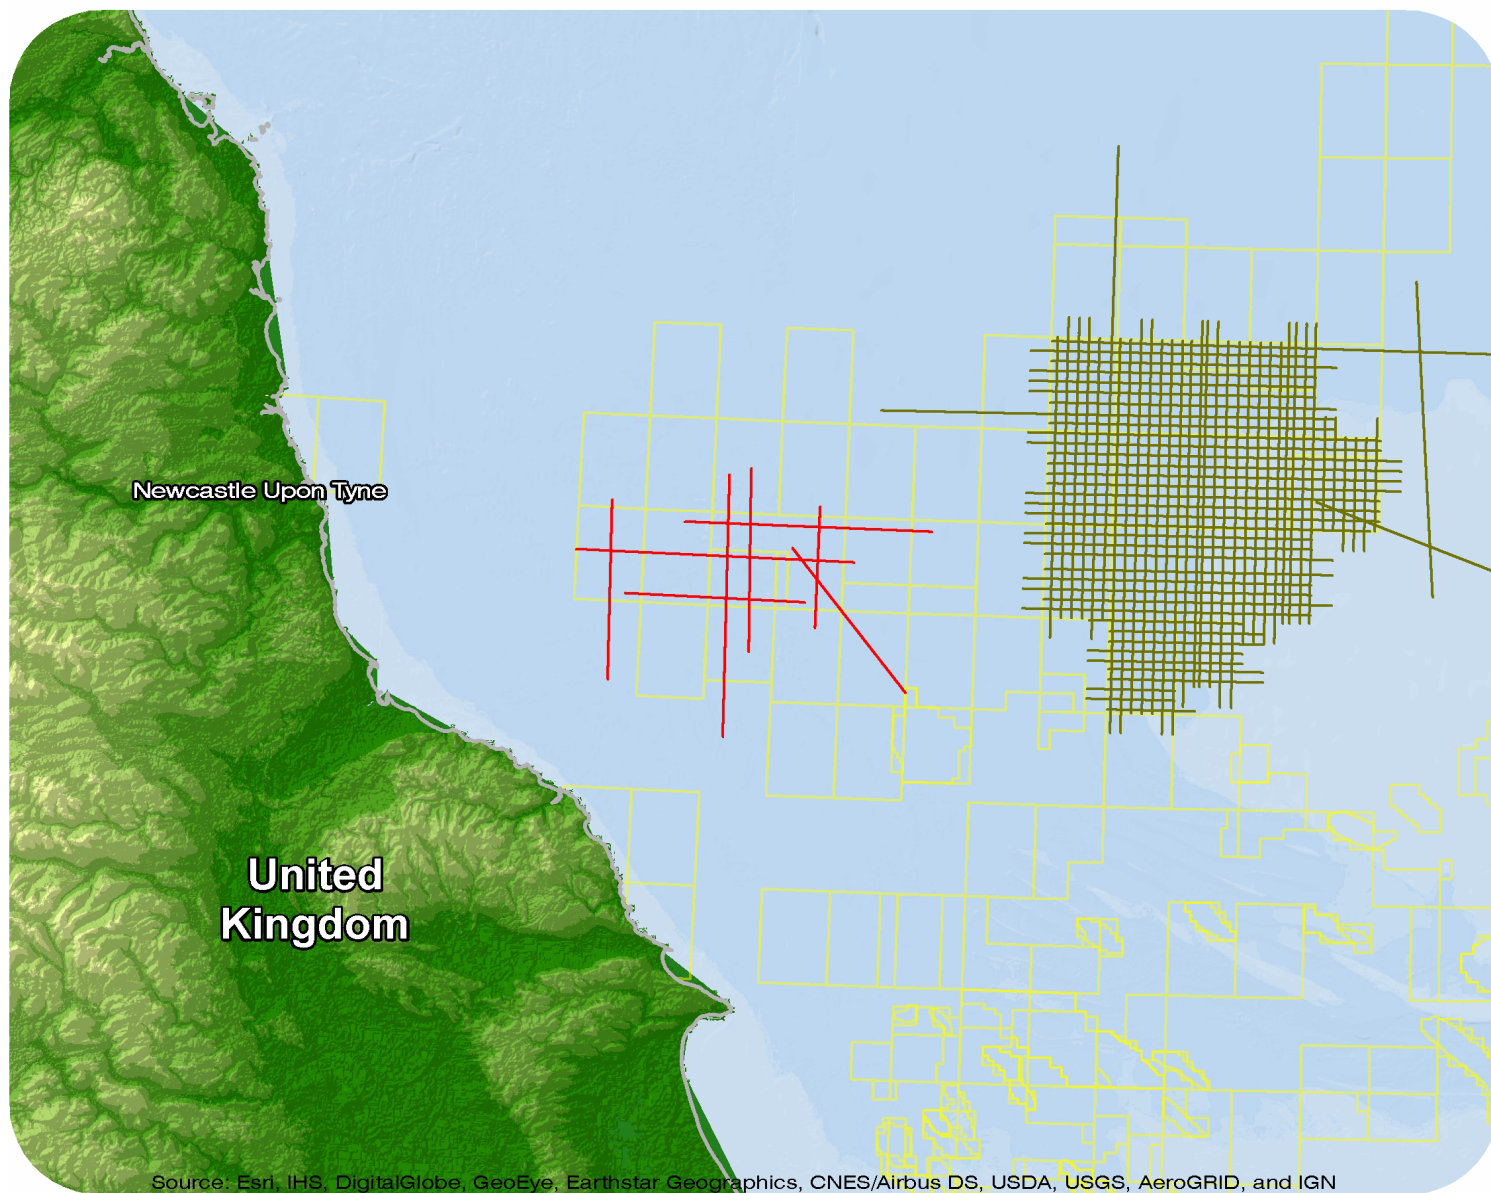 Newcastle Upon Tyne
United
Kingdom
Source: Esri, IHS, DigitalGlobe, GeoEye, Earthstar Geographics, CNES/Airbus DS, USDA, USGS, AeroGRID, and IGN